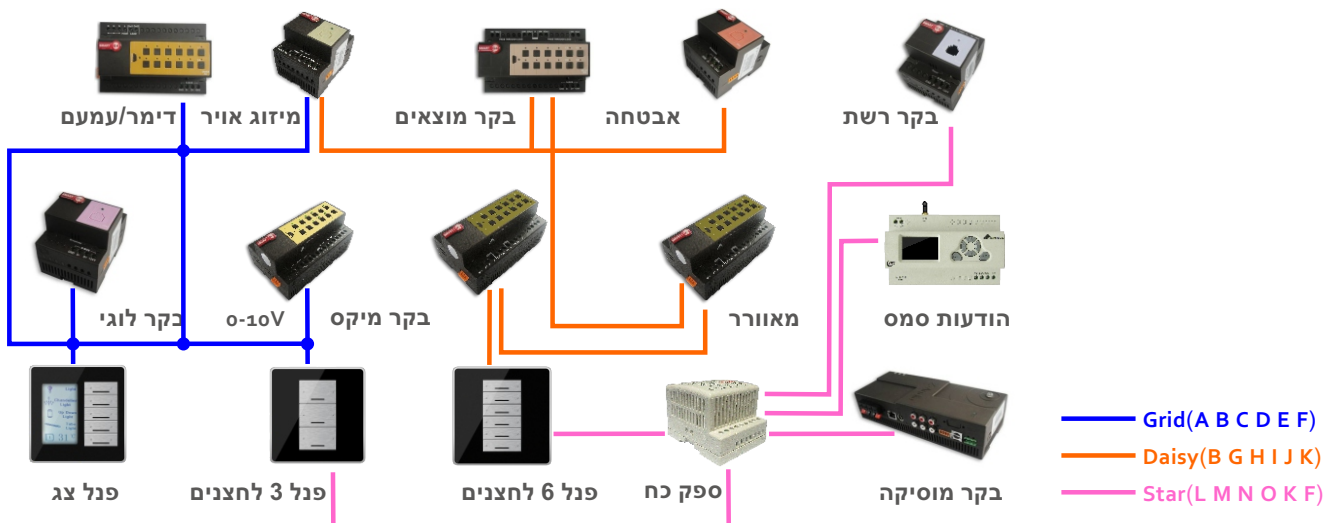 דימר/עמעם
מיזוג אויר
בקר מוצאים
אבטחה
בקר רשת
בקר לוגי
0-10V
בקר מיקס
מאוורר
הודעות סמס
פנל צג
פנל 3 לחצנים
פנל 6 לחצנים
ספק כח
בקר מוסיקה
Grid(A B C D E F)
Daisy(B G H I J K)
Star(L M N O K F)